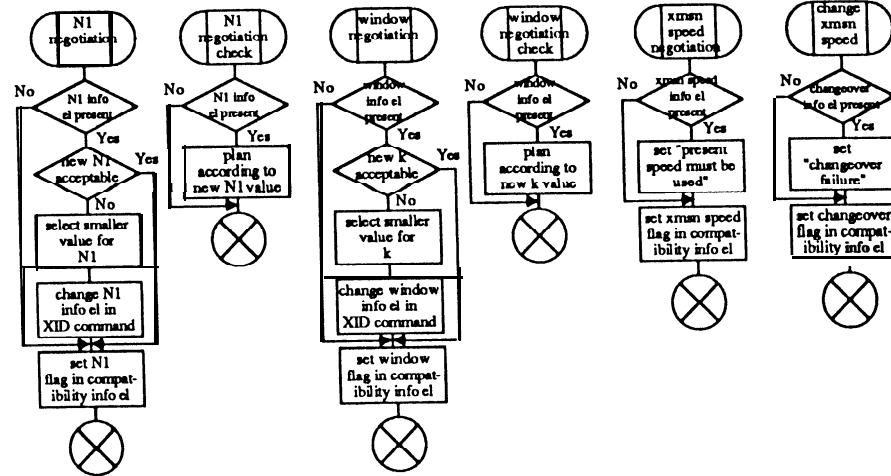 N1
negotiation
No
N1 info
el present
Yes
new N1
acceptable
Yes
No
select smaller
value for
N1
change N1
info el in
XID command
set N1
flag in compat-
ibility info el
N1
negotiation
check
No
N1 info
el present
Yes
plan
according to
new N1 value
window
negotiation
No
window
info el
present
Yes
new k
acceptable
Yes
No
select smaller
value for
k
change window
info el in
XID command
set window
flag in compat-
ibility info el
window
negotiation
check
No
window
info el
present
Yes
plan
according to
new k value
xmsn
speed
negotiation
No
xmsn speed
info el
present
Yes
set "present
speed must be
used"
set xmsn speed
flag in compat-
ibility info el
change
xmsn
speed
No
changeover
info el present
Yes
set
"changeover
failure"
set changeover
flag in compat-
ibility info el